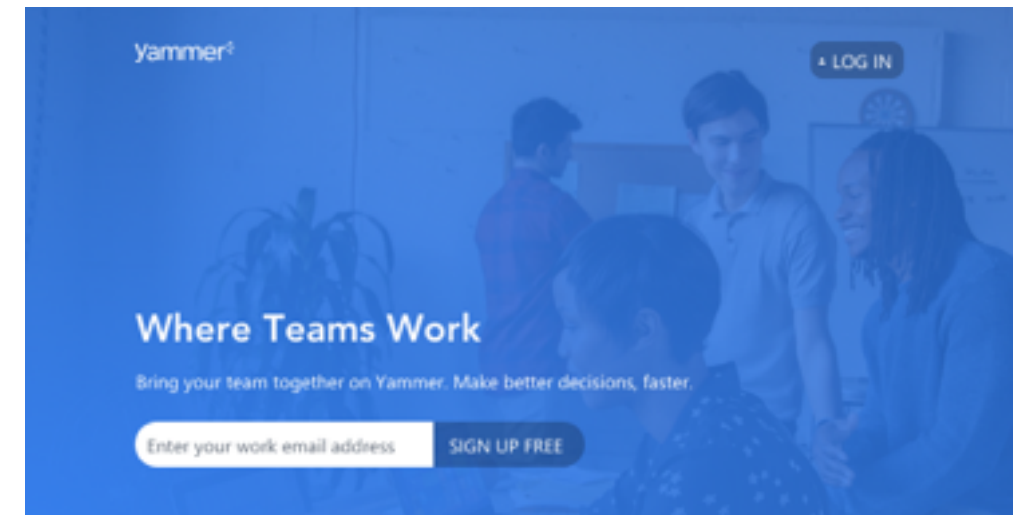 yammer
LOG IN
Where Teams Work
Bring your team together on Yammer. Make better decisions, faster.
Enter your work email address
SIGN UP FREE